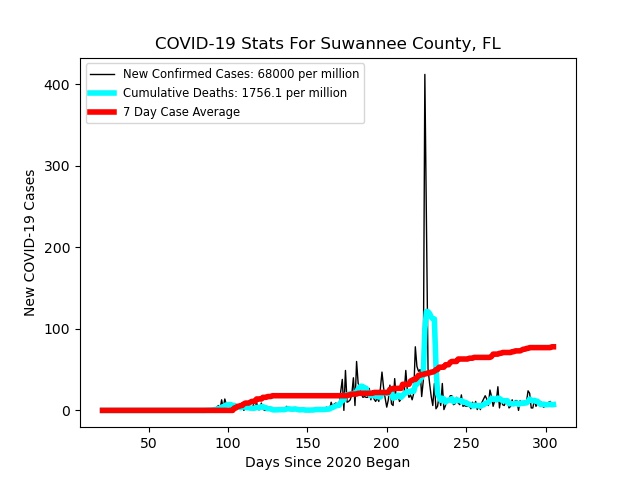 COVID-19 Stats For Suwannee County, FL
New Confirmed Cases: 68000 per million
Cumulative Deaths: 1756.1 per million
7 Day Case Average
New COVID-19 Cases
400
300
200
100
0
50 100 150 200 250 300
Days Since 2020 Began